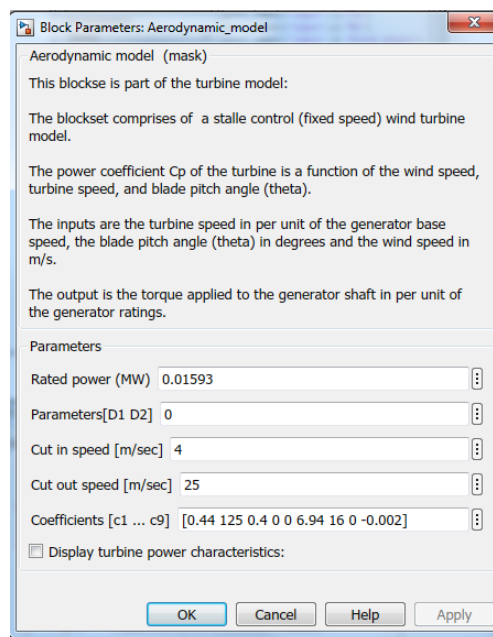 Block Parameters: Aerodynamic_model
Aerodynamic model (mask)
This blockse is part of the turbine model:
The blockset comprises of a stalle control (fixed speed) wind turbine
model.
The power coefficient Cp of the turbine is a function of the wind speed,
turbine speed, and blade pitch angle (theta).
The inputs are the turbine speed in per unit of the generator base
speed, the blade pitch angle (theta) in degrees and the wind speed in
m/s.
The output is the torque applied to the generator shaft in per unit of
the generator ratings.
Parameters
Rated power (MW) 0.01593
Parameters[D1 D2] 0
Cut in speed [m/sec] 4
Cut out speed [m/sec] 25
Coefficients [c1 ... c9] [0.44 125 0.4 0 0 6.94 16 0 -0.002]
Display turbine power characteristics:
OK Cancel Help Apply